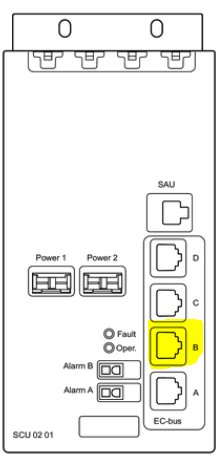 SAU
D
Power 1 Power 2
C
Fault
Oper.
B
Alarm B
Alarm A
A
EC-bus
SCU 02 01